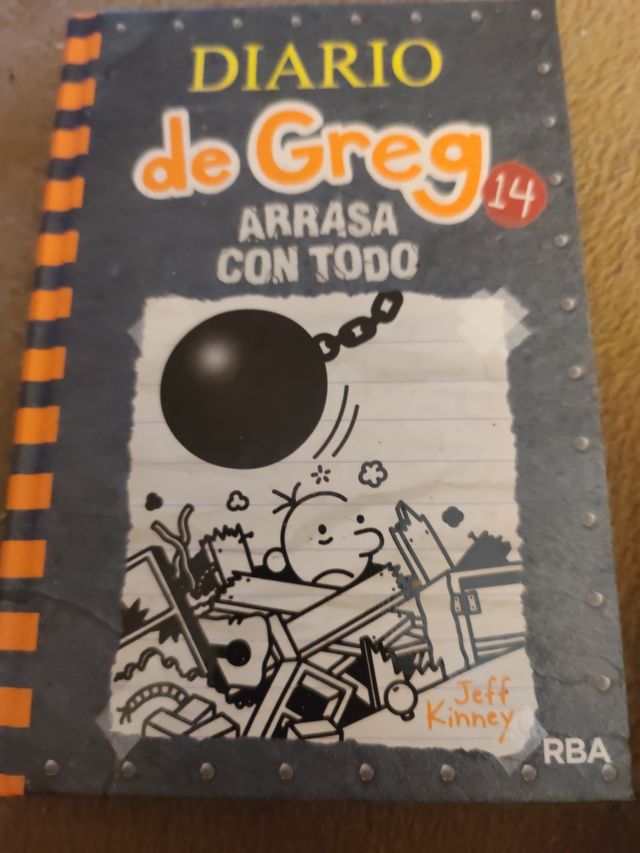 DIARIO
de Greg
14
ARRASA
CON TODO
Jeff
Kinney
RBA